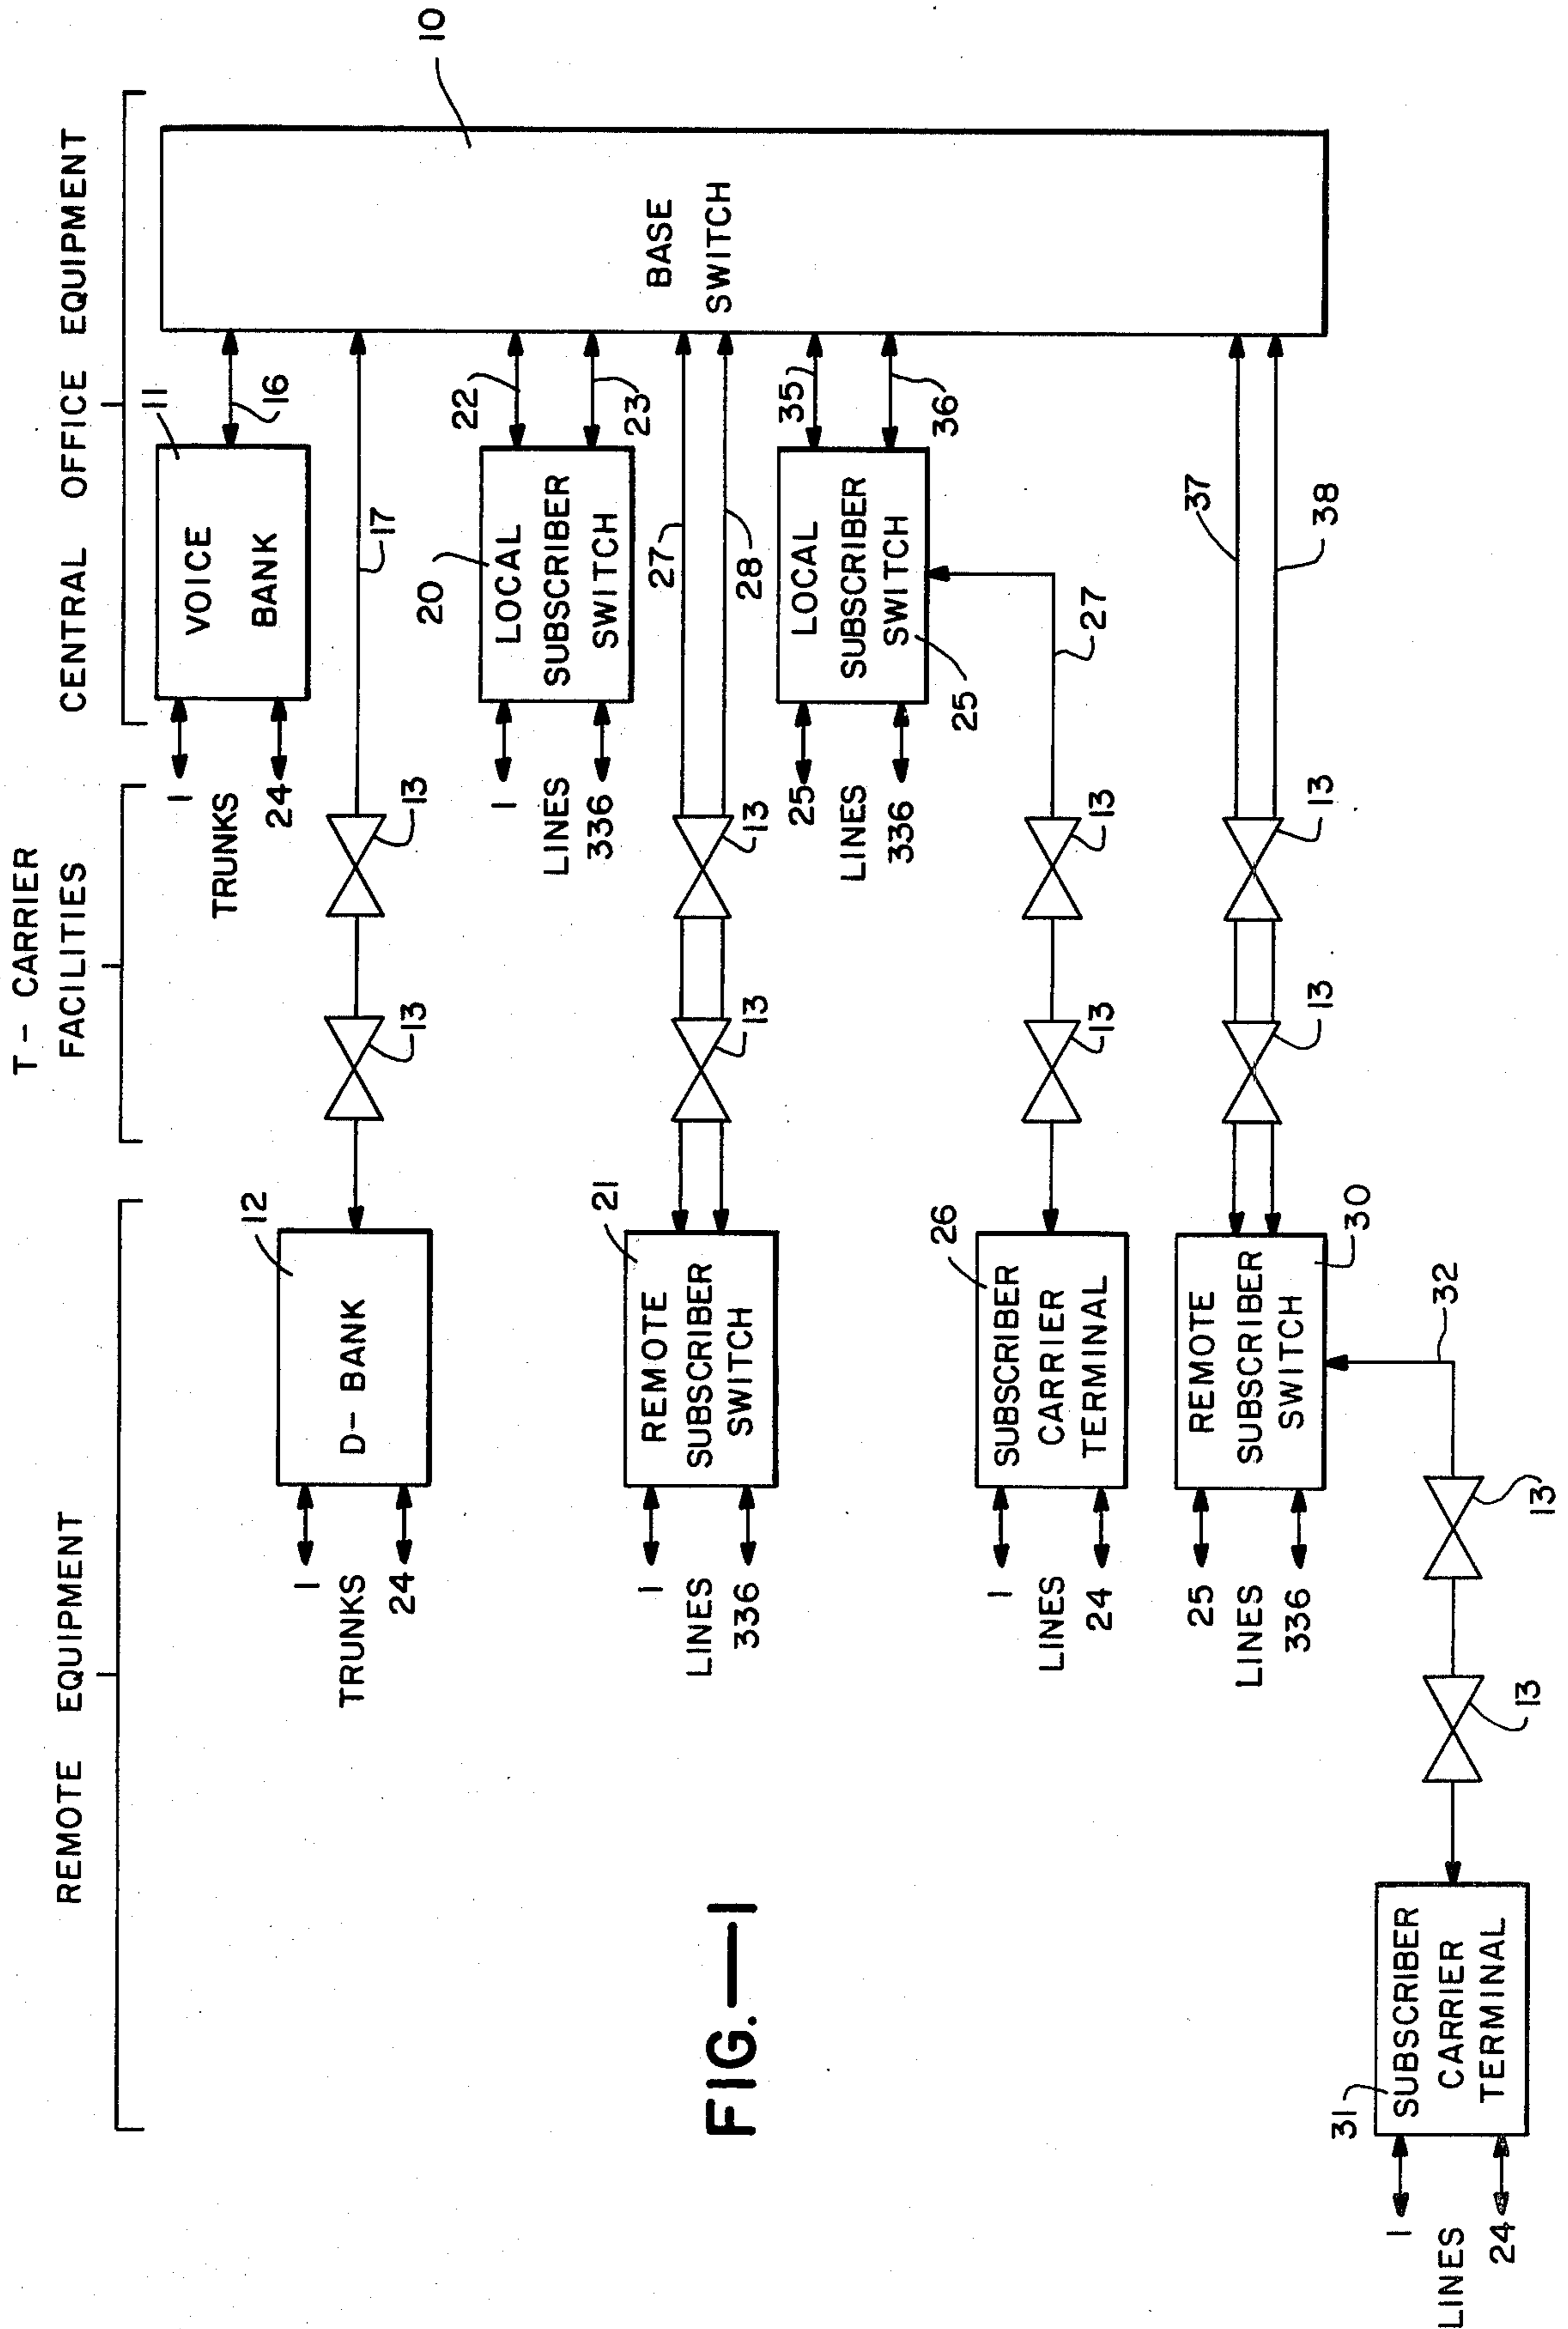 REMOTE EQUIPMENT
T- CARRIER
FACILITIES
CENTRAL OFFICE EQUIPMENT
10
BASE
SWITCH
1
TRUNKS
24
VOICE
BANK
11
16
1
TRUNKS
24
D- BANK
12
13
13
17
1
LINES
336
LOCAL
SUBSCRIBER
SWITCH
20
22
23
1
LINES
336
REMOTE
SUBSCRIBER
SWITCH
21
13
13
27
28
25
LINES
336
LOCAL
SUBSCRIBER
SWITCH
25
35
36
1
LINES
24
SUBSCRIBER
CARRIER
TERMINAL
26
13
13
27
25
LINES
336
REMOTE
SUBSCRIBER
SWITCH
30
13
13
37
38
1
LINES
24
SUBSCRIBER
CARRIER
TERMINAL
31
13
13
32
FIG.—1